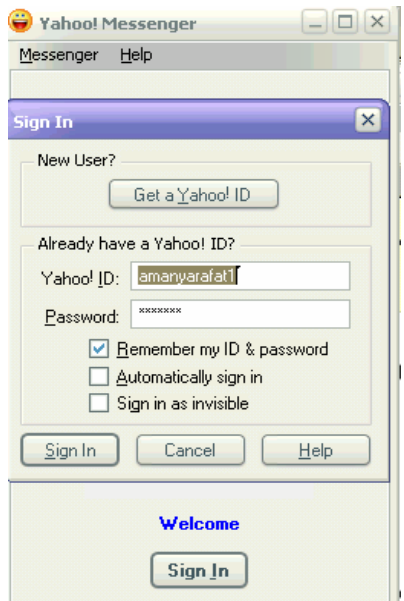 Yahoo! Messenger
Messenger Help
Sign In
New User?
Get a Yahoo! ID
Already have a Yahoo! ID?
Yahoo! ID: amanyarafat1
Password: *******
Remember my ID & password
Automatically sign in
Sign in as invisible
Sign In Cancel Help
Welcome
Sign In